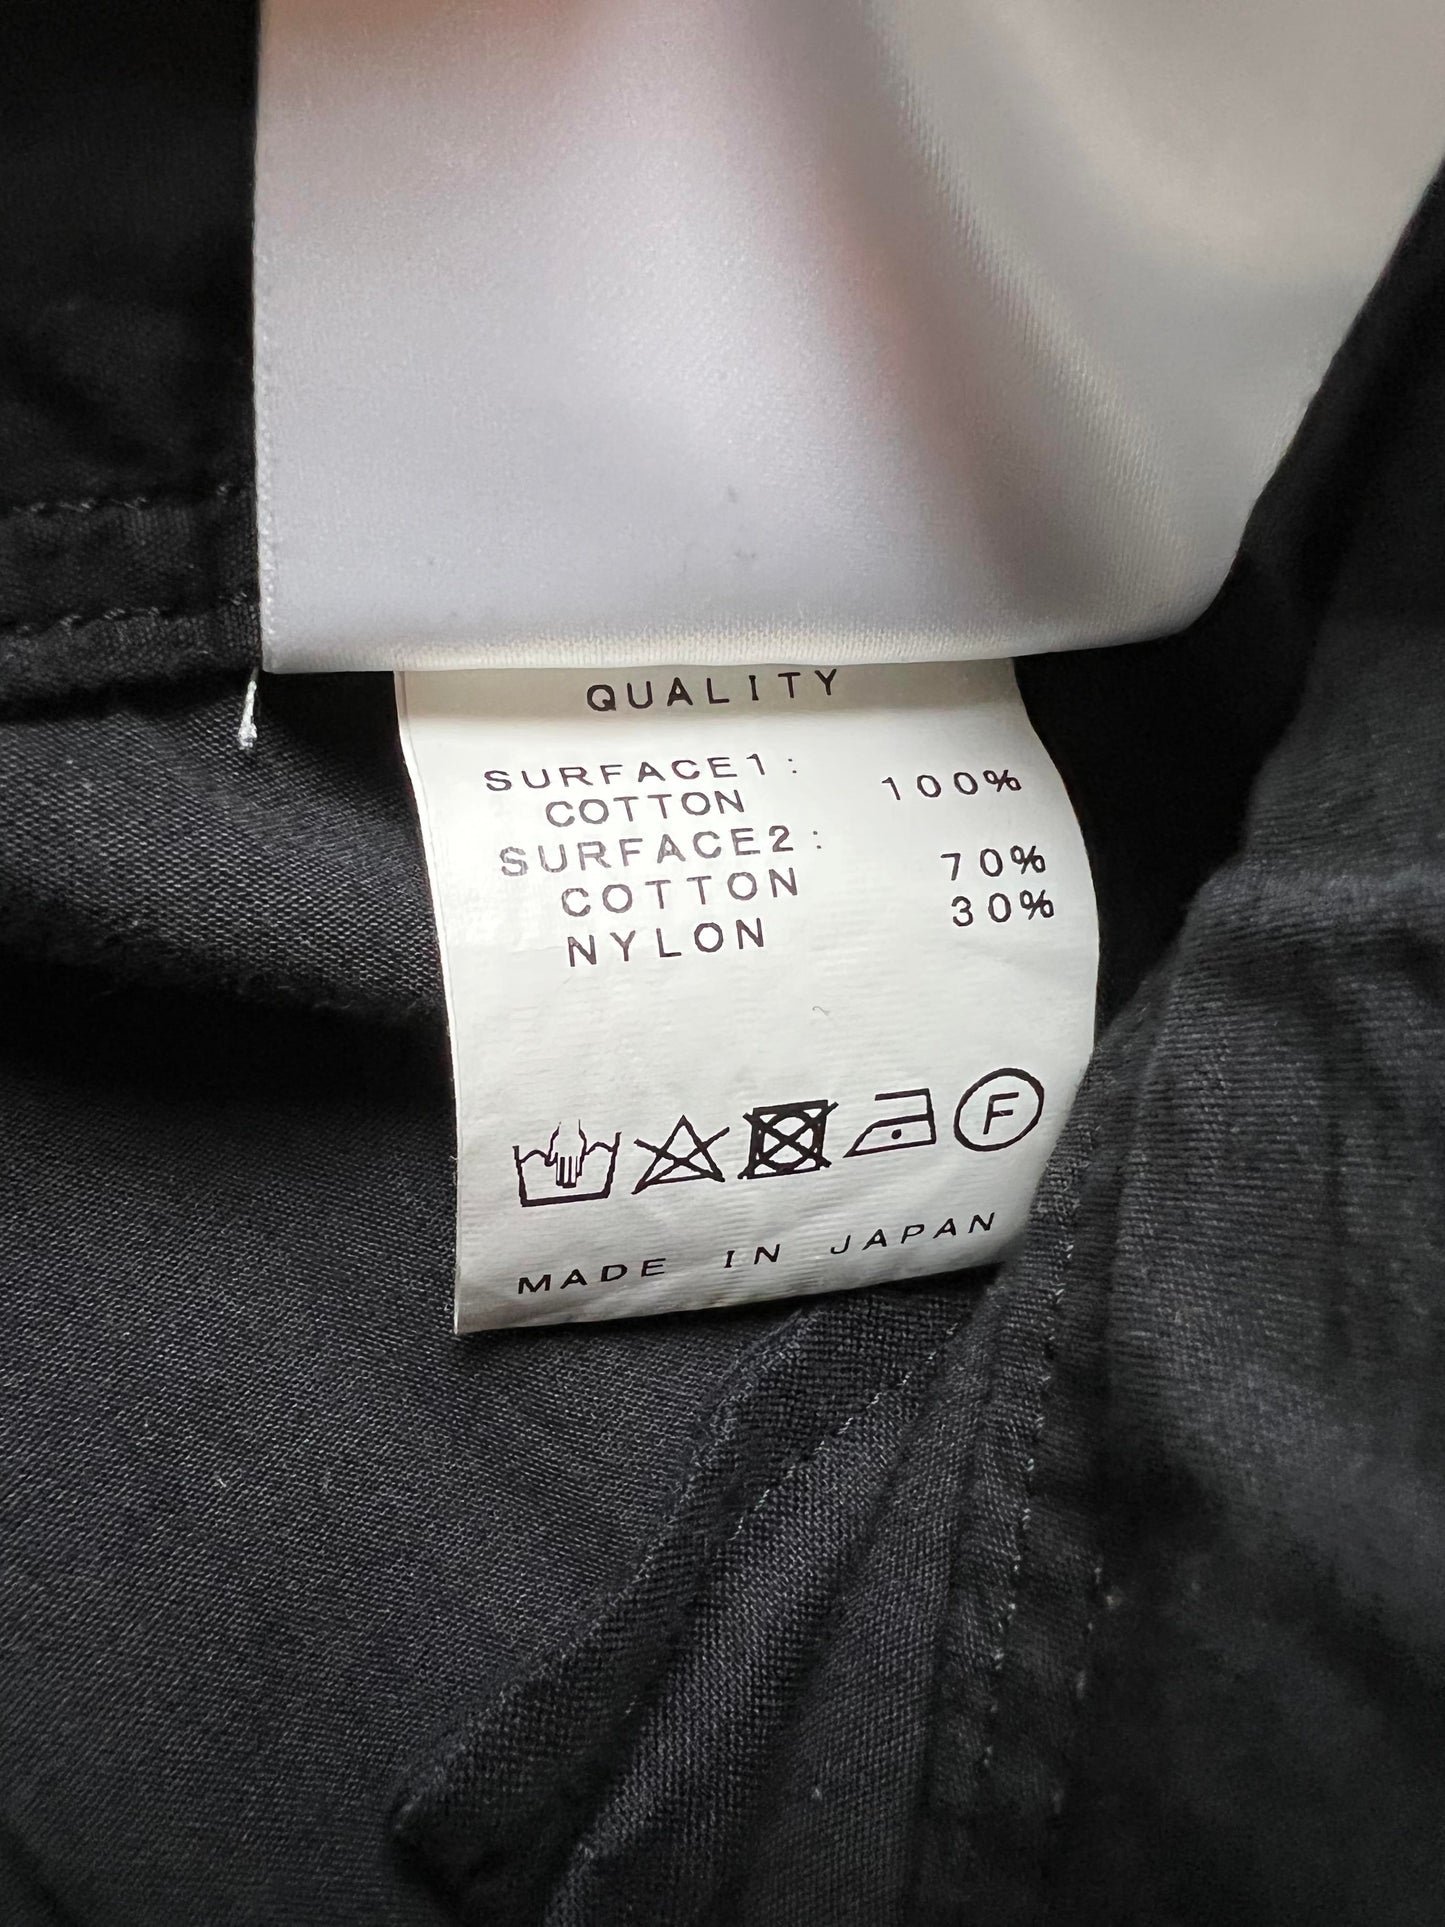 QUALITY
SURFACE1:
COTTON 100%
SURFACE2:
COTTON 70%
NYLON 30%
F
MADE IN JAPAN